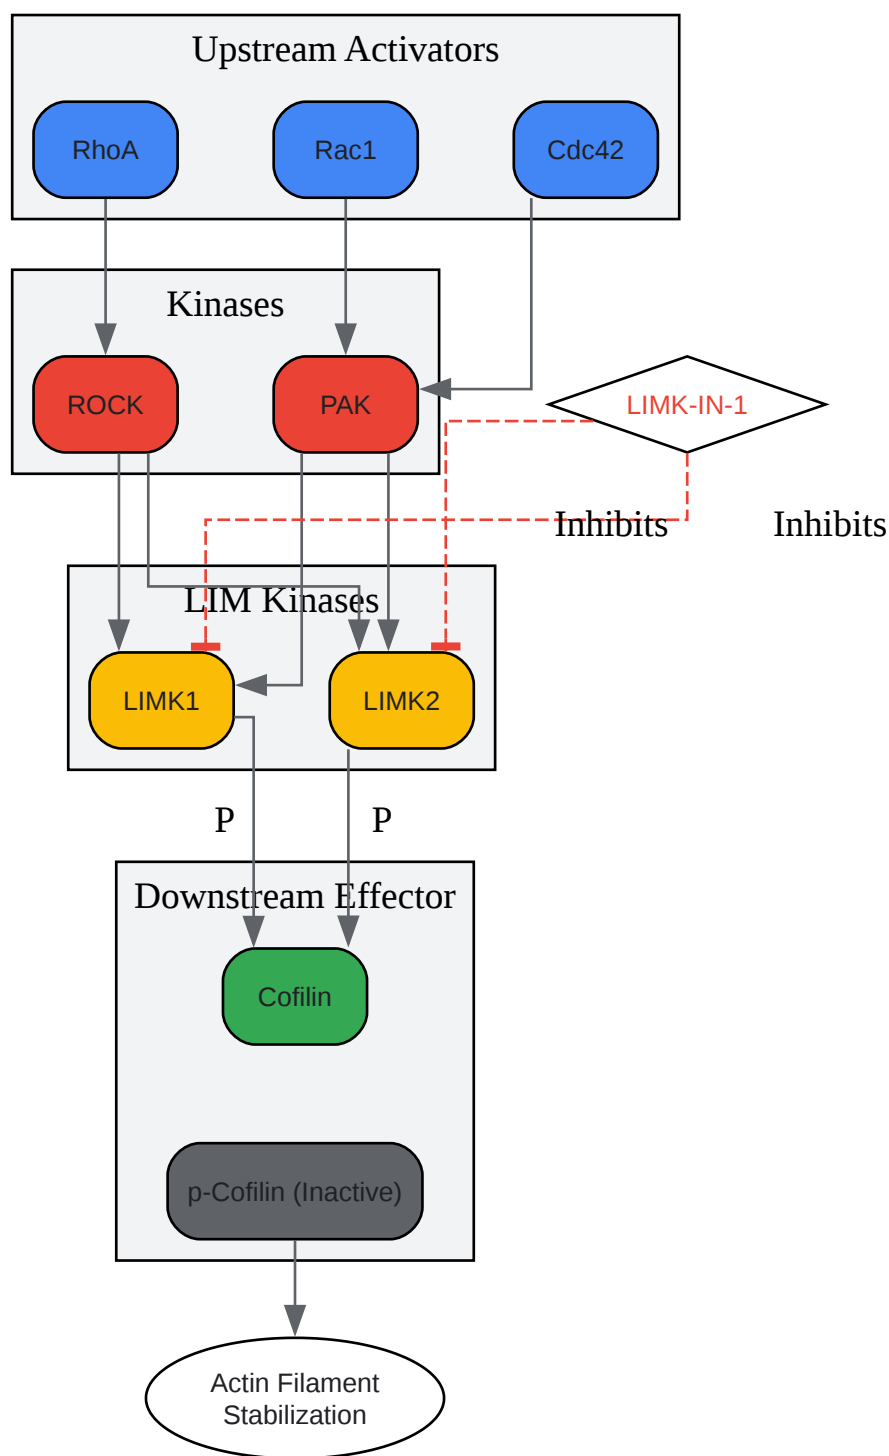 Upstream Activators
RhoA
Rac1
Cdc42
Kinases
ROCK
PAK
LIMK-IN-1
Inhibits
Inhibits
LIM Kinases
LIMK1
LIMK2
P
P
Downstream Effector
Cofilin
p-Cofilin (Inactive)
Actin Filament
Stabilization